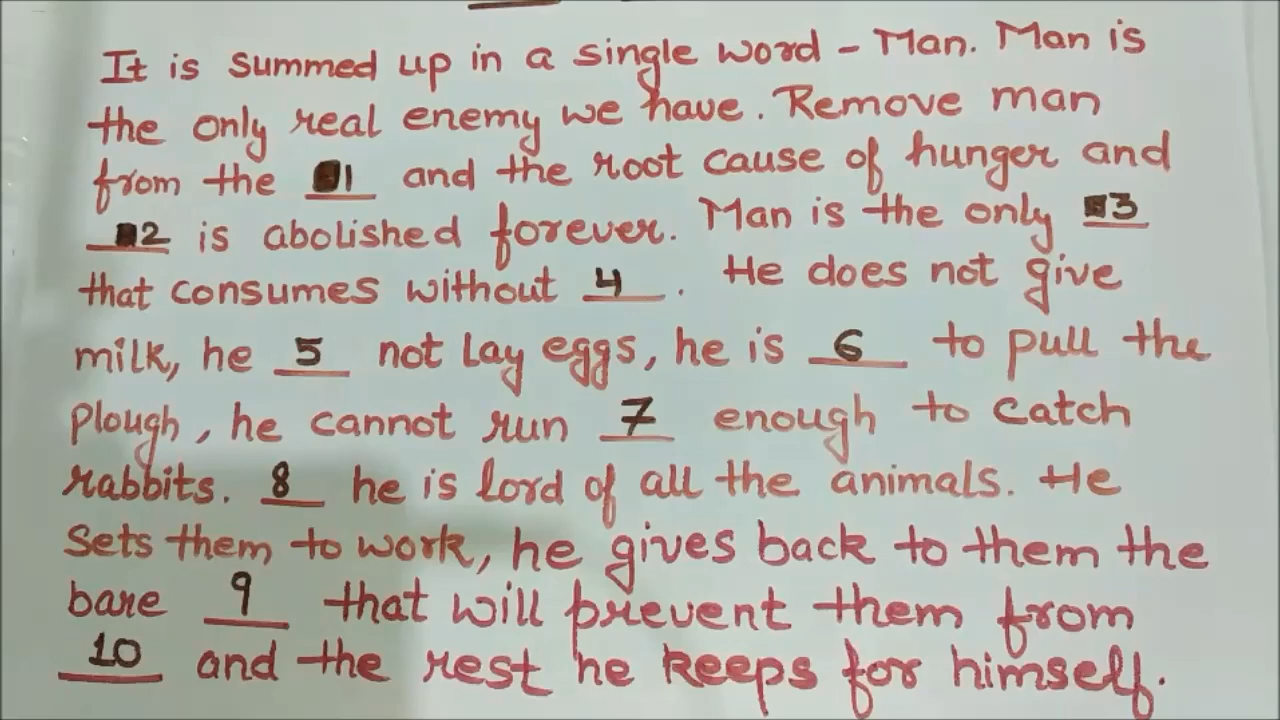 It is summed up in a single word - Man. Man is
the only real enemy we have. Remove man
from the 1 and the root cause of hunger and
2 is abolished forever. Man is the only 3
that consumes without 4. He does not give
milk, he 5 not lay eggs, he is 6 to pull the
plough, he cannot run 7 enough to catch
rabbits. 8 he is lord of all the animals. He
sets them to work, he gives back to them the
bare 9 that will prevent them from
10 and the rest he keeps for himself.